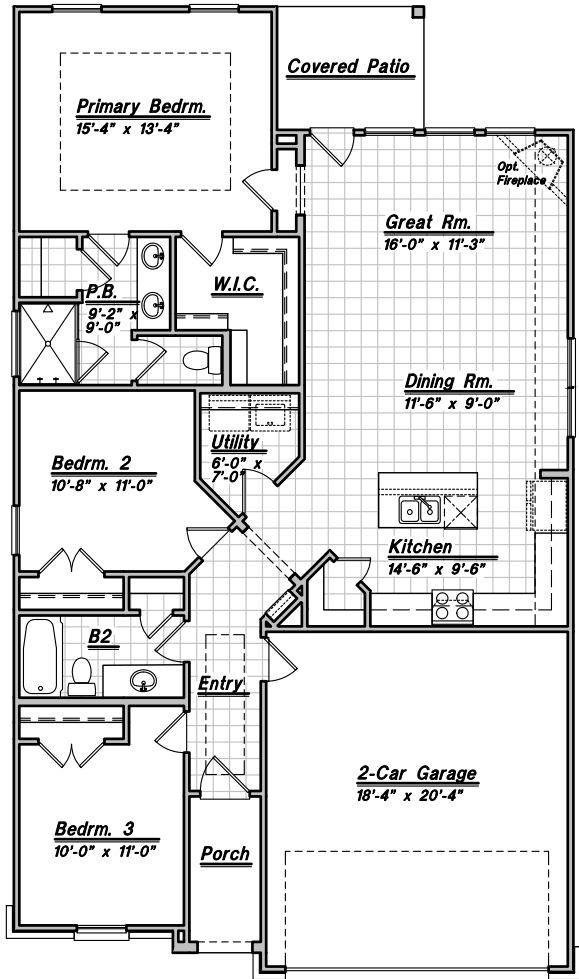 Covered Patio
Primary Bedrm.
15'-4" x 13'-4"
Opt.
Fireplace
Great Rm.
16'-0" x 11'-3"
P.B.
9'-2" x
9'-0"
W.I.C.
Dining Rm.
11'-6" x 9'-0"
Utility
6'-0" x
7'-0"
Bedrm. 2
10'-8" x 11'-0"
Kitchen
14'-6" x 9'-6"
B2
Entry
2-Car Garage
18'-4" x 20'-4"
Bedrm. 3
10'-0" x 11'-0"
Porch